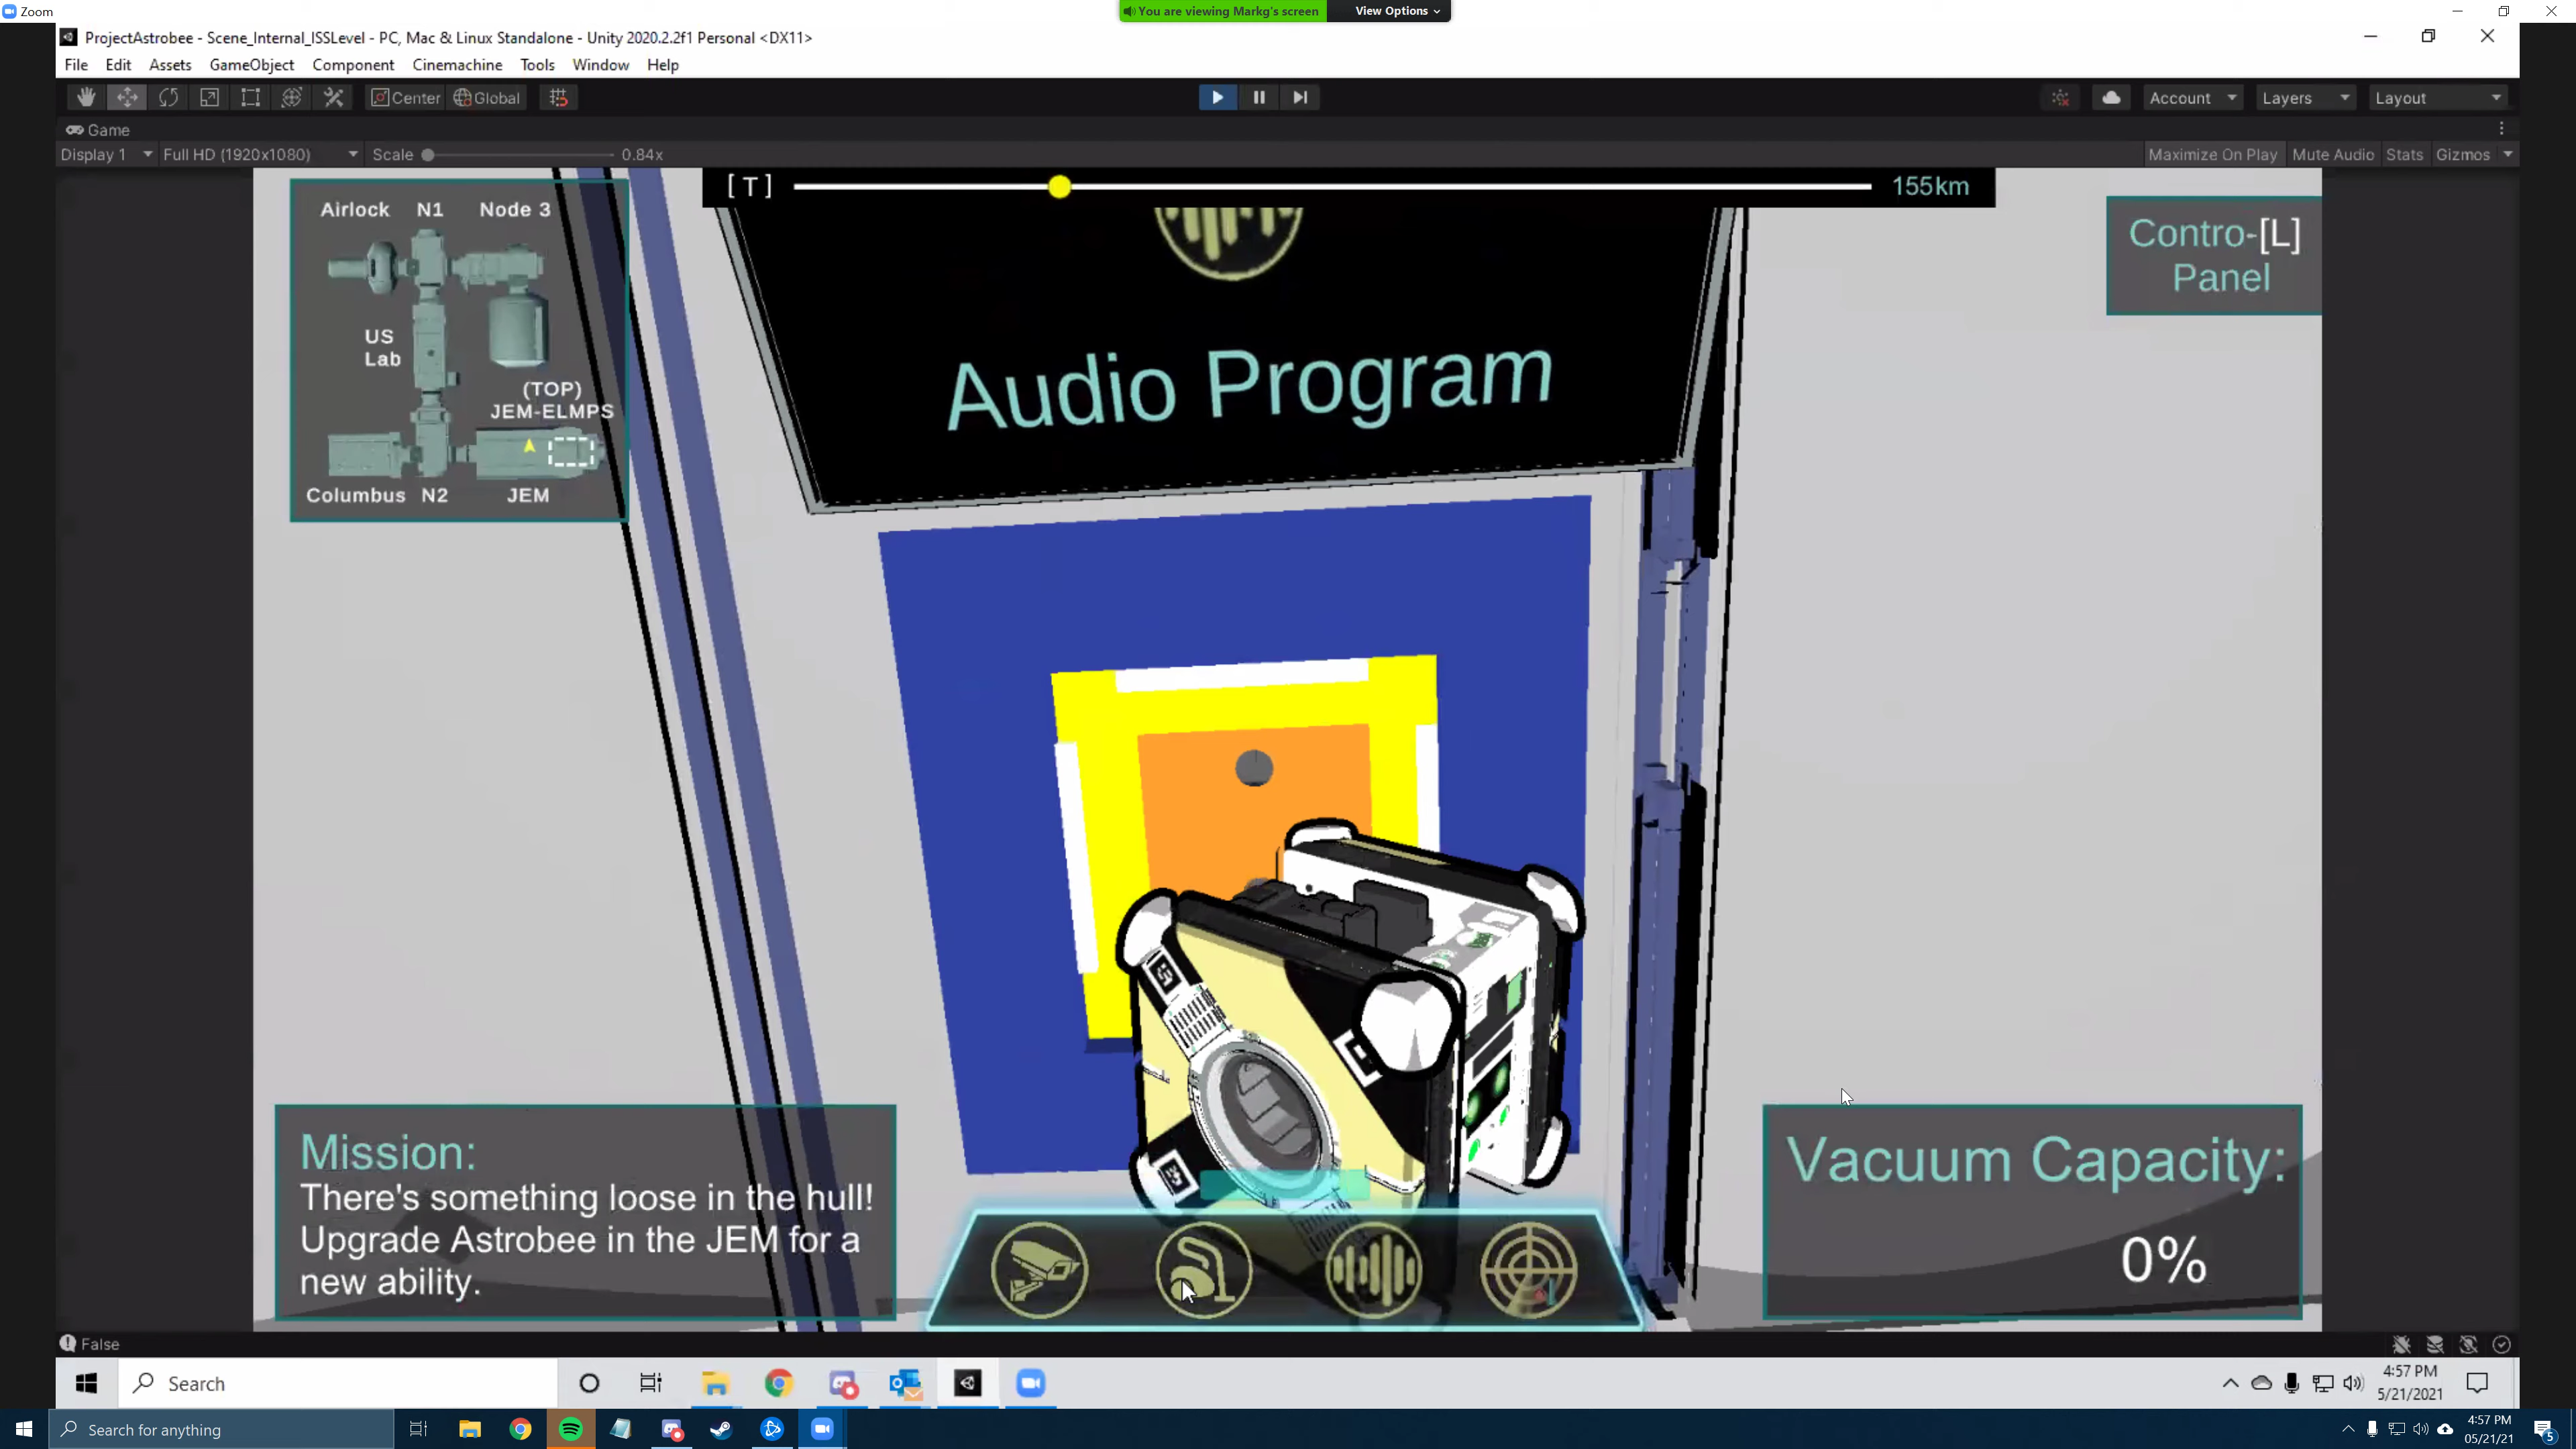 Zoom
You are viewing Markg's screen
View Options
ProjectAstrobee - Scene_Internal_ISSLevel - PC, Mac & Linux Standalone - Unity 2020.2.2f1 Personal <DX11>
File Edit Assets GameObject Component Cinemachine Tools Window Help
Center Global
Account Layers Layout
Game
Display 1 Full HD (1920x1080) Scale 0.84x
Maximize On Play Mute Audio Stats Gizmos
[ T ] 155km
Airlock N1 Node 3
US
Lab
(TOP)
JEM-ELMPS
Columbus N2 JEM
Contro-[L]
Panel
Audio Program
Mission:
There's something loose in the hull!
Upgrade Astrobee in the JEM for a
new ability.
Vacuum Capacity:
0%
False
Search
4:57 PM
5/21/2021
Search for anything
4:57 PM
05/21/21
5